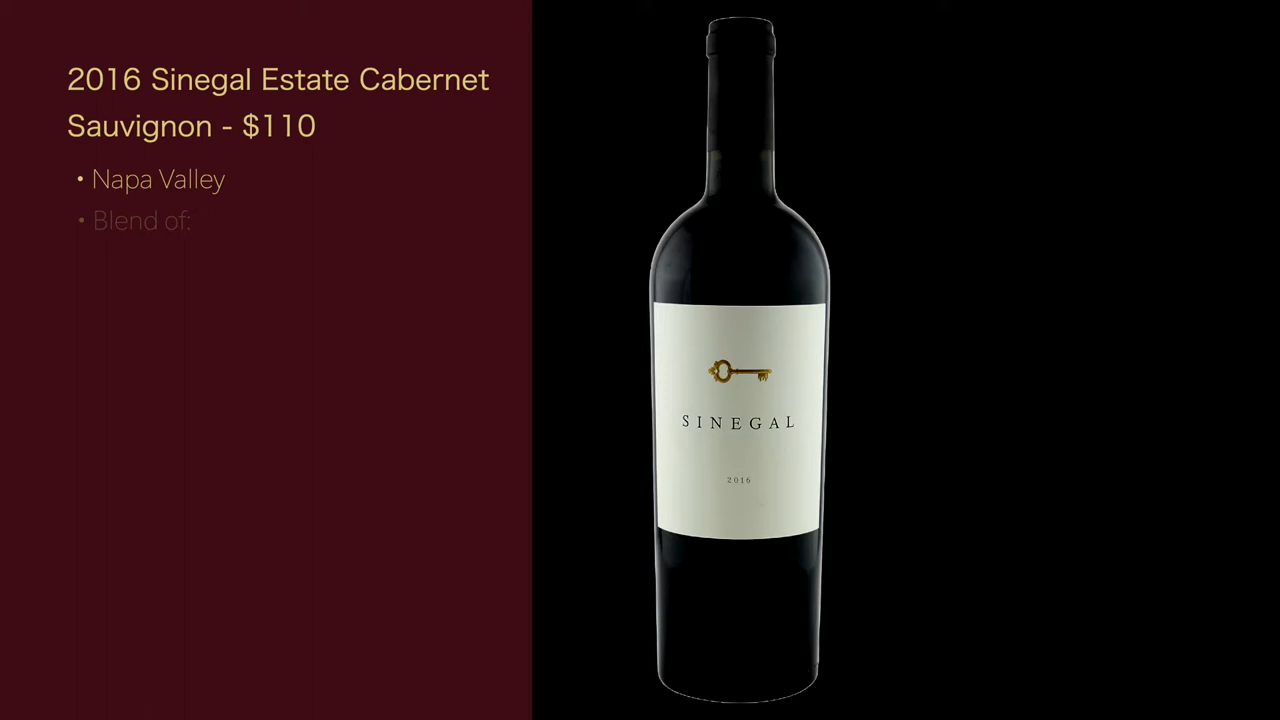 2016 Sinegal Estate Cabernet
Sauvignon - $110
• Napa Valley
• Blend of:
SINEGAL
2016